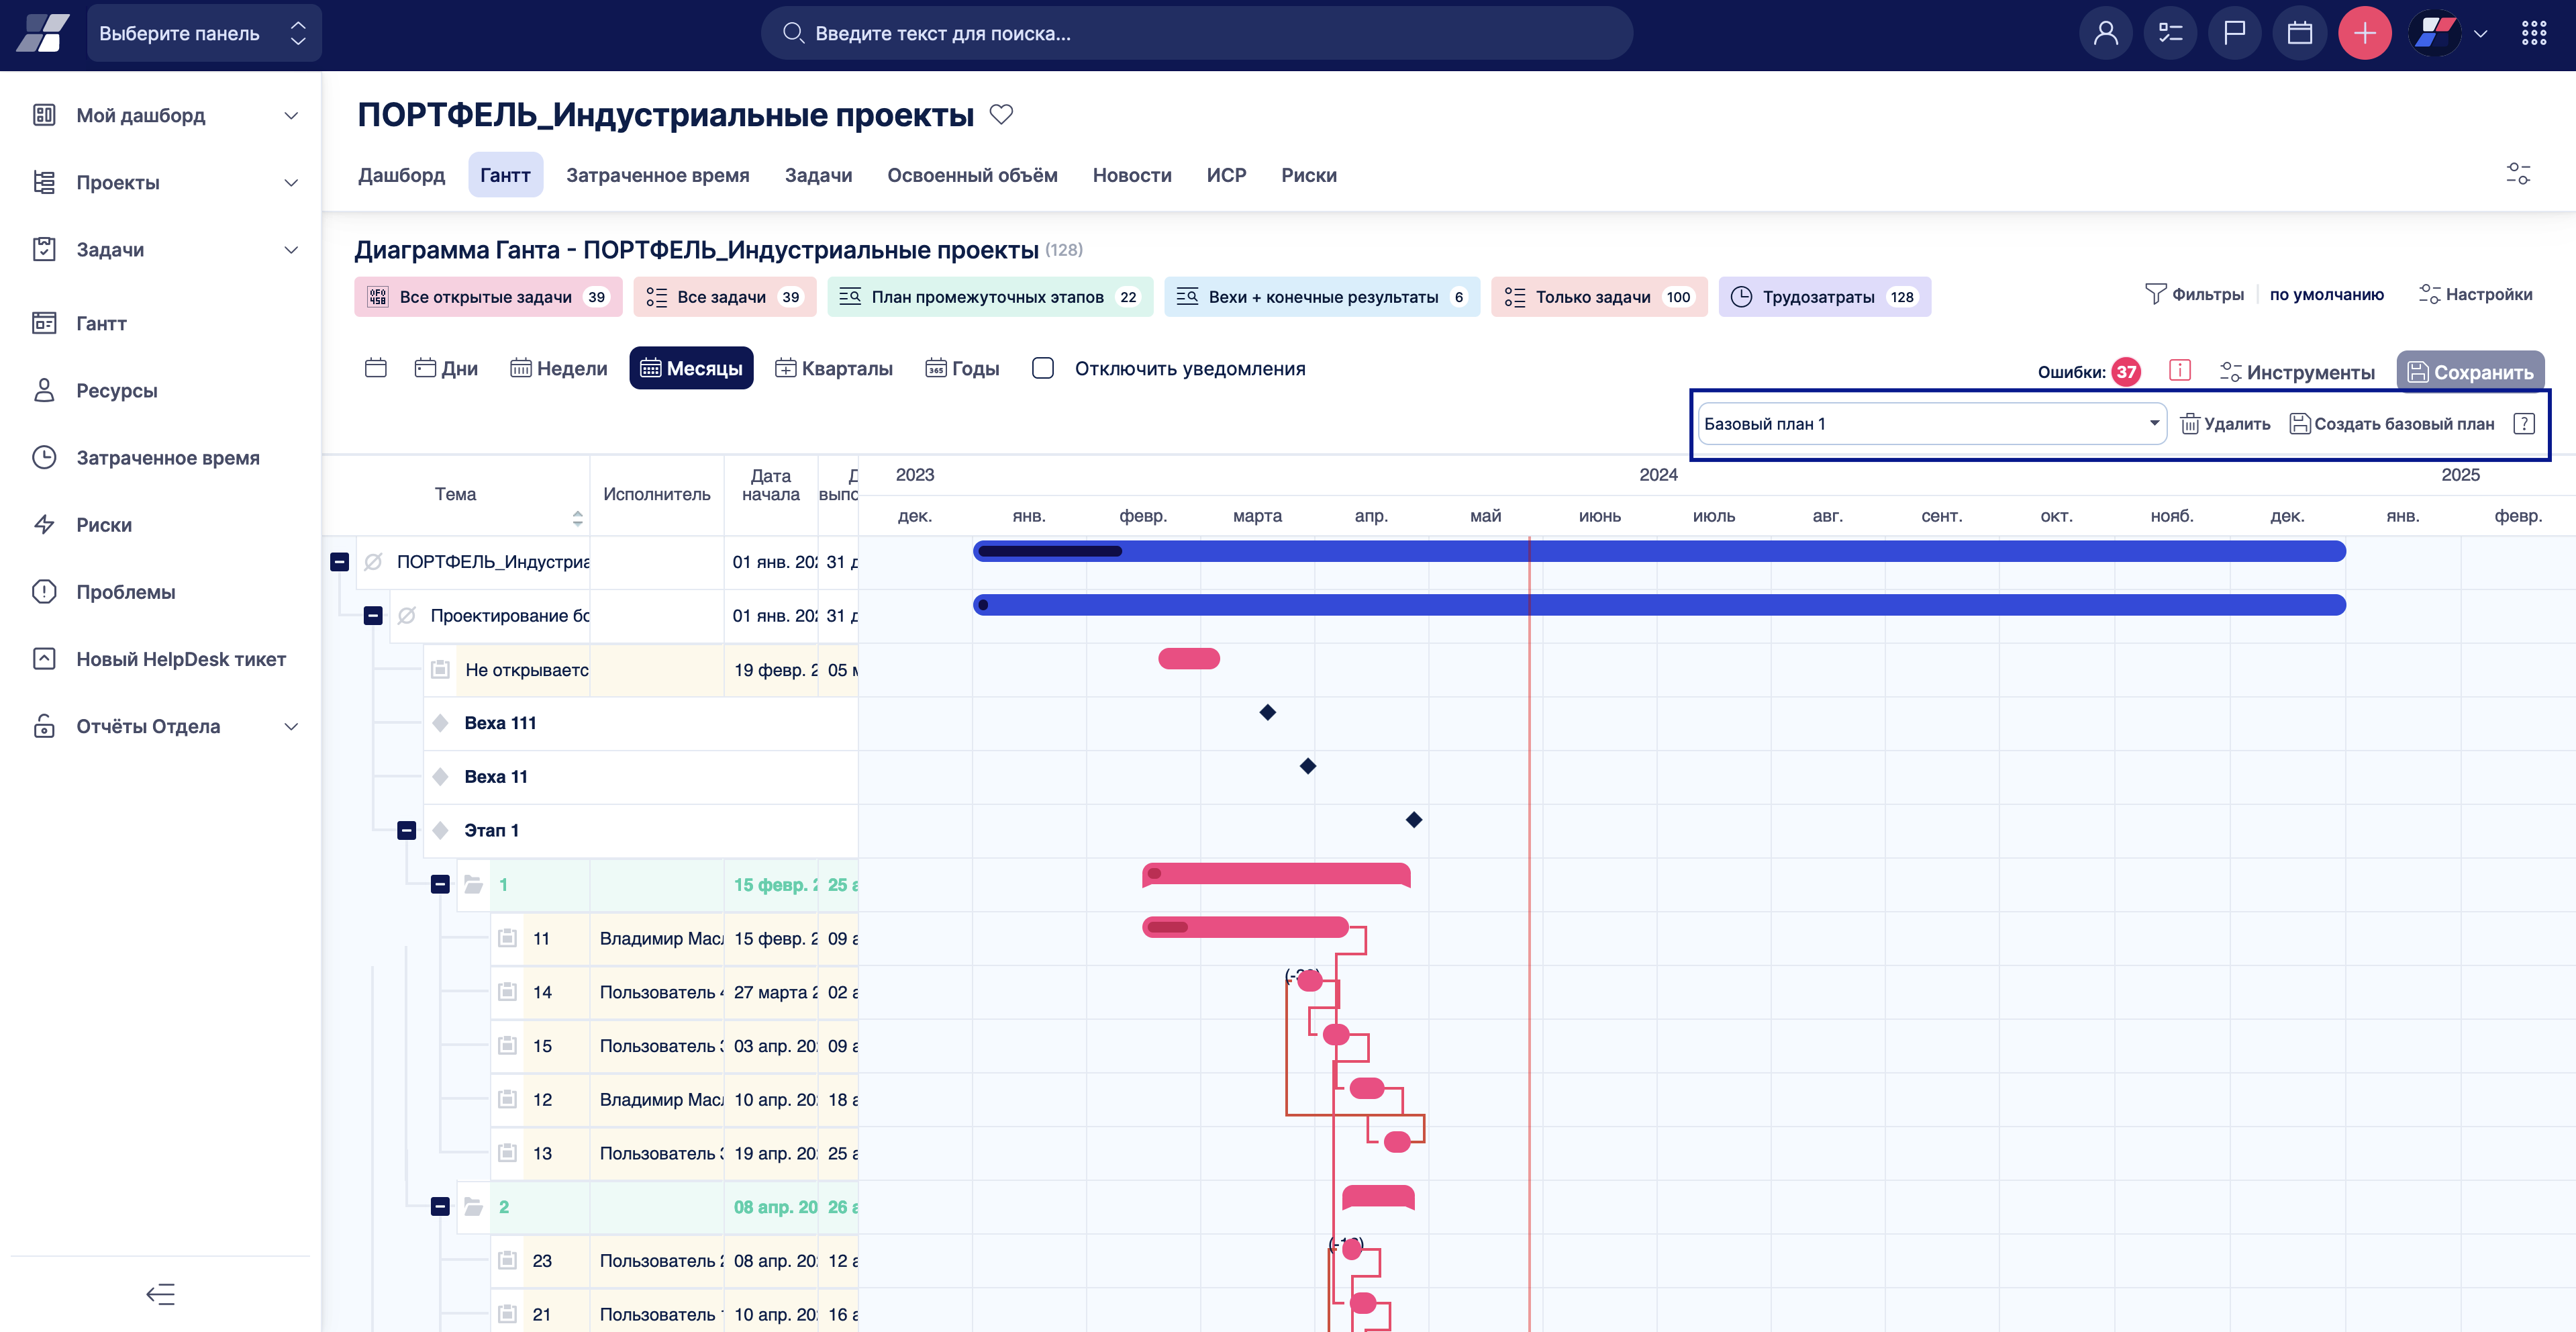 Выберите панель
Введите текст для поиска...
Мой дашборд
Проекты
Задачи
Гантт
Ресурсы
Затраченное время
Риски
Проблемы
Новый HelpDesk тикет
Отчёты Отдела
ПОРТФЕЛЬ_Индустриальные проекты
Дашборд Гантт Затраченное время Задачи Освоенный объём Новости ИСР Риски
Диаграмма Ганта - ПОРТФЕЛЬ_Индустриальные проекты (128)
Все открытые задачи 39 Все задачи 39 План промежуточных этапов 22 Вехи + конечные результаты 6 Только задачи 100 Трудозатраты 128 Фильтры по умолчанию Настройки
Дни Недели Месяцы Кварталы 365 Годы Отключить уведомления Ошибки: 37 Инструменты Сохранить
Базовый план 1 Удалить Создать базовый план ?
Тема Исполнитель Дата начала Д выпо
2023 2024 2025
дек. янв. февр. марта апр. май июнь июль авг. сент. окт. нояб. дек. янв. февр.
ПОРТФЕЛЬ_Индустриа 01 янв. 202 31 д
Проектирование бо 01 янв. 202 31 д
Не открываетс 19 февр. 2 05 м
Веха 111
Веха 11
Этап 1
1 15 февр. 2 25 а
11 Владимир Мас 15 февр. 2 09 а
14 Пользователь 4 27 марта 2 02 а
15 Пользователь 3 03 апр. 20 09 а
12 Владимир Мас 10 апр. 20 18 а
13 Пользователь 3 19 апр. 20 25 а
2 08 апр. 20 26 а
23 Пользователь 2 08 апр. 20 12 а
21 Пользователь 10 апр. 20 16 а